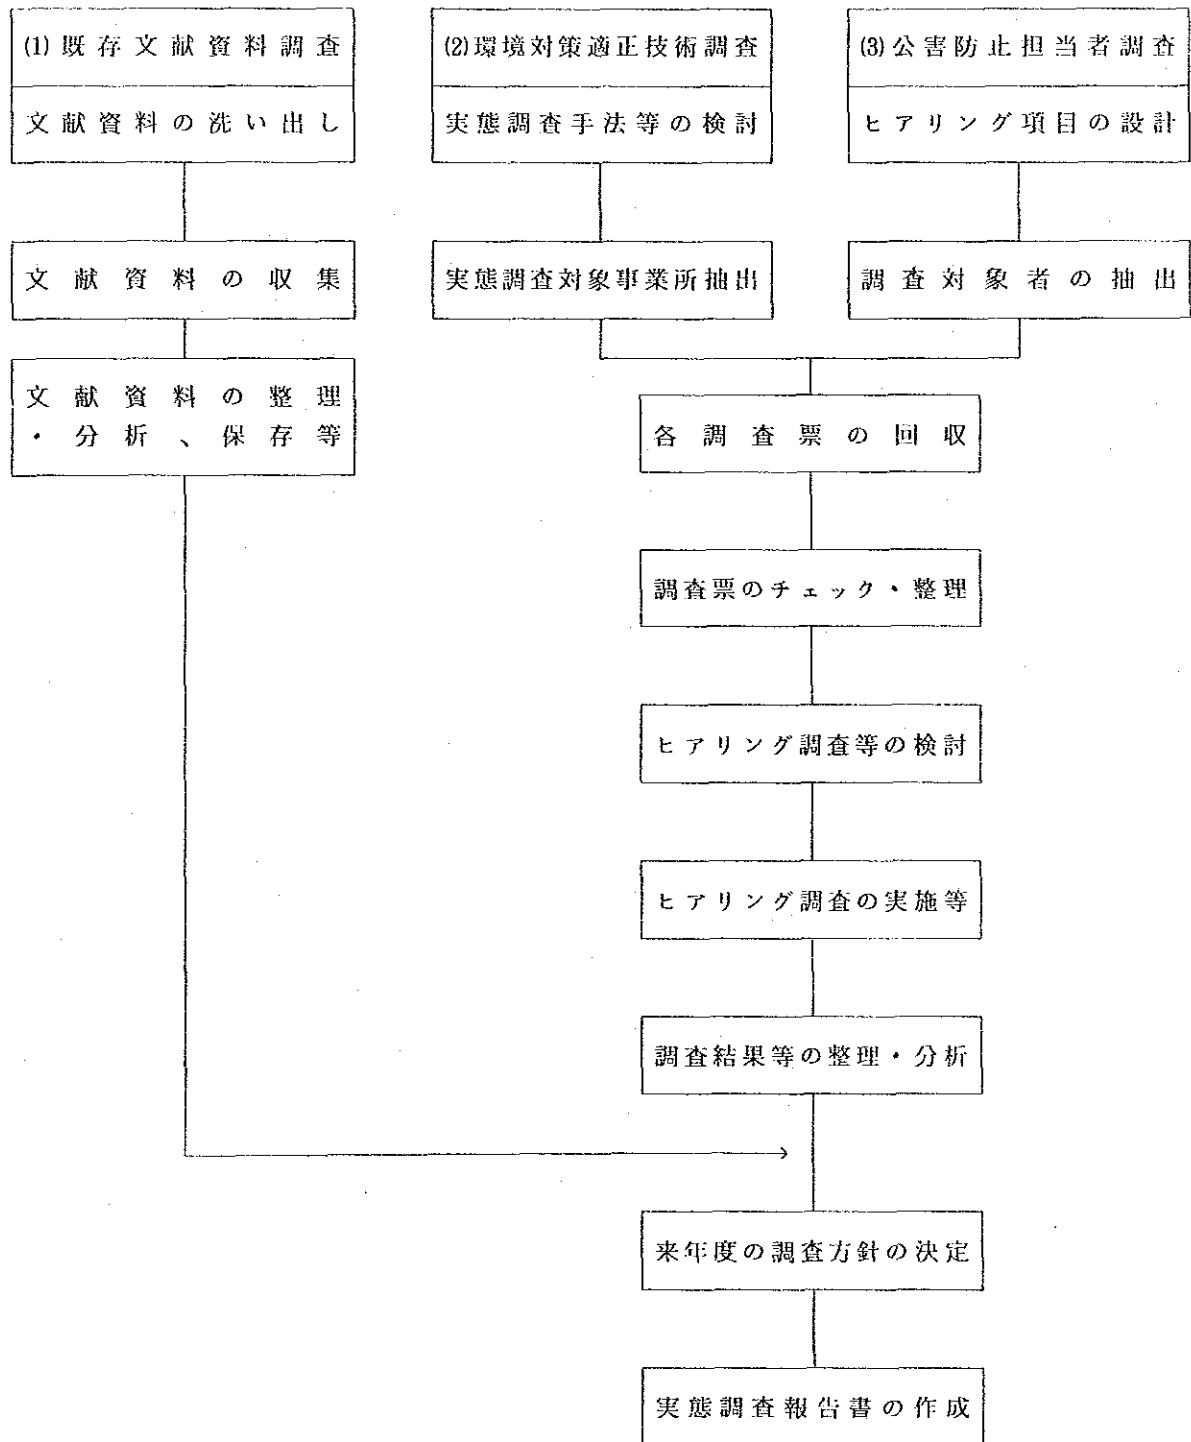 (1)既存文献資料調査
文献資料の洗い出し
文献資料の収集
文献資料の整理
・分析、保存等
(2)環境対策適正技術調査
実態調査手法等の検討
実態調査対象事業所抽出
(3)公害防止担当者調査
ヒアリング項目の設計
調査対象者の抽出
各調査票の回収
調査票のチェック・整理
ヒアリング調査等の検討
ヒアリング調査の実施等
調査結果等の整理・分析
来年度の調査方針の決定
実態調査報告書の作成